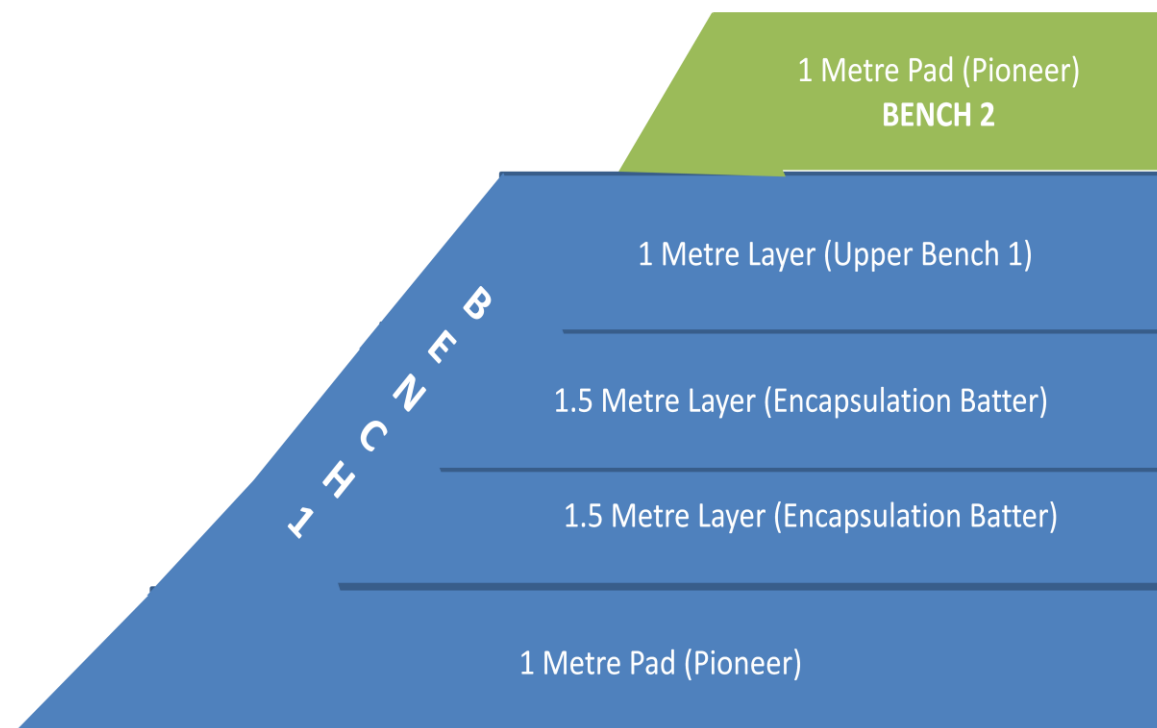 1 Metre Pad (Pioneer)
BENCH 2
1 Metre Layer (Upper Bench 1)
BENCH 1
1.5 Metre Layer (Encapsulation Batter)
1.5 Metre Layer (Encapsulation Batter)
1 Metre Pad (Pioneer)